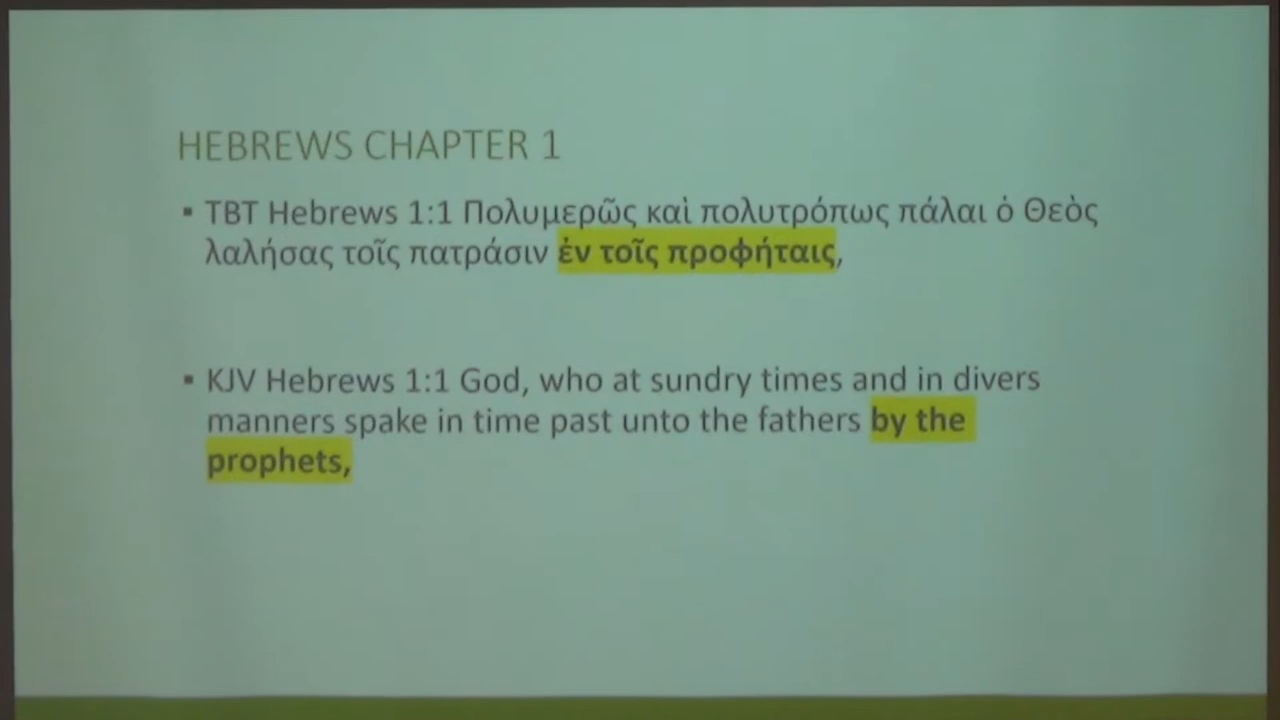 HEBREWS CHAPTER 1
▪ TBT Hebrews 1:1 Πολυμερῶς καὶ πολυτρόπως πάλαι ὁ Θεὸς
λαλήσας τοῖς πατράσιν ἐν τοῖς προφήταις,
▪ KJV Hebrews 1:1 God, who at sundry times and in divers
manners spake in time past unto the fathers by the
prophets,